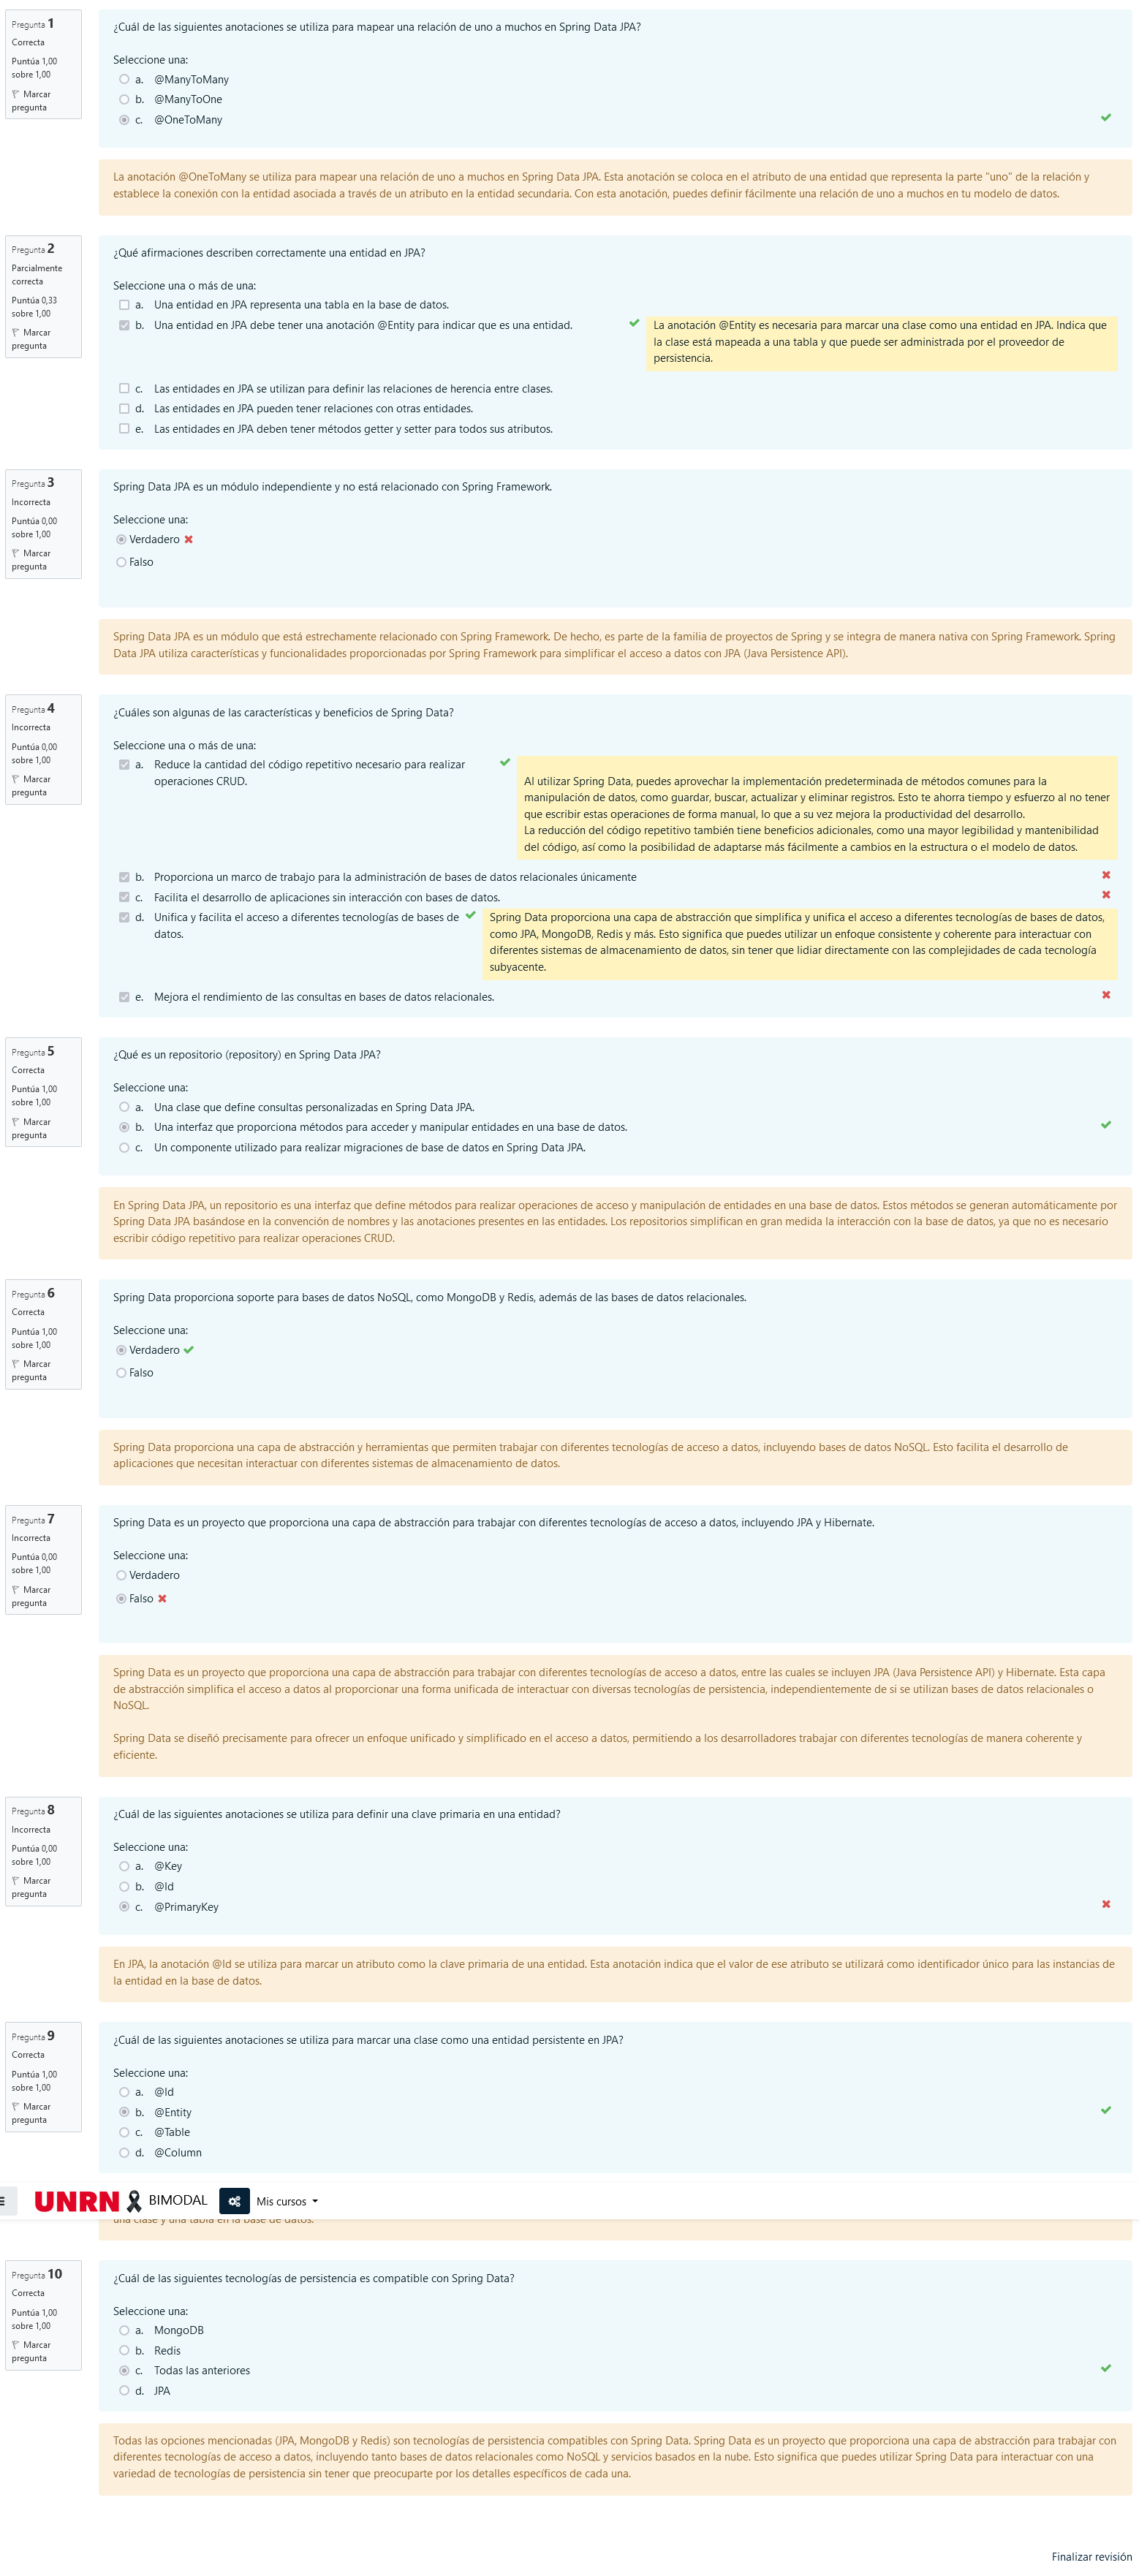 Pregunta 1
Correcta
Puntúa 1,00
sobre 1,00
Marcar
pregunta
¿Cuál de las siguientes anotaciones se utiliza para mapear una relación de uno a muchos en Spring Data JPA?
Seleccione una:
a. @ManyToMany
b. @ManyToOne
c. @OneToMany
La anotación @OneToMany se utiliza para mapear una relación de uno a muchos en Spring Data JPA. Esta anotación se coloca en el atributo de una entidad que representa la parte "uno" de la relación y
establece la conexión con la entidad asociada a través de un atributo en la entidad secundaria. Con esta anotación, puedes definir fácilmente una relación de uno a muchos en tu modelo de datos.
Pregunta 2
Parcialmente
correcta
Puntúa 0,33
sobre 1,00
Marcar
pregunta
¿Qué afirmaciones describen correctamente una entidad en JPA?
Seleccione una o más de una:
a. Una entidad en JPA representa una tabla en la base de datos.
b. Una entidad en JPA debe tener una anotación @Entity para indicar que es una entidad.
La anotación @Entity es necesaria para marcar una clase como una entidad en JPA. Indica que
la clase está mapeada a una tabla y que puede ser administrada por el proveedor de
persistencia.
c. Las entidades en JPA se utilizan para definir las relaciones de herencia entre clases.
d. Las entidades en JPA pueden tener relaciones con otras entidades.
e. Las entidades en JPA deben tener métodos getter y setter para todos sus atributos.
Pregunta 3
Incorrecta
Puntúa 0,00
sobre 1,00
Marcar
pregunta
Spring Data JPA es un módulo independiente y no está relacionado con Spring Framework.
Seleccione una:
Verdadero
Falso
Spring Data JPA es un módulo que está estrechamente relacionado con Spring Framework. De hecho, es parte de la familia de proyectos de Spring y se integra de manera nativa con Spring Framework. Spring
Data JPA utiliza características y funcionalidades proporcionadas por Spring Framework para simplificar el acceso a datos con JPA (Java Persistence API).
Pregunta 4
Incorrecta
Puntúa 0,00
sobre 1,00
Marcar
pregunta
¿Cuáles son algunas de las características y beneficios de Spring Data?
Seleccione una o más de una:
a. Reduce la cantidad del código repetitivo necesario para realizar
operaciones CRUD.
Al utilizar Spring Data, puedes aprovechar la implementación predeterminada de métodos comunes para la
manipulación de datos, como guardar, buscar, actualizar y eliminar registros. Esto te ahorra tiempo y esfuerzo al no tener
que escribir estas operaciones de forma manual, lo que a su vez mejora la productividad del desarrollo.
La reducción del código repetitivo también tiene beneficios adicionales, como una mayor legibilidad y mantenibilidad
del código, así como la posibilidad de adaptarse más fácilmente a cambios en la estructura o el modelo de datos.
b. Proporciona un marco de trabajo para la administración de bases de datos relacionales únicamente
c. Facilita el desarrollo de aplicaciones sin interacción con bases de datos.
d. Unifica y facilita el acceso a diferentes tecnologías de bases de
datos.
Spring Data proporciona una capa de abstracción que simplifica y unifica el acceso a diferentes tecnologías de bases de datos,
como JPA, MongoDB, Redis y más. Esto significa que puedes utilizar un enfoque consistente y coherente para interactuar con
diferentes sistemas de almacenamiento de datos, sin tener que lidiar directamente con las complejidades de cada tecnología
subyacente.
e. Mejora el rendimiento de las consultas en bases de datos relacionales.
Pregunta 5
Correcta
Puntúa 1,00
sobre 1,00
Marcar
pregunta
¿Qué es un repositorio (repository) en Spring Data JPA?
Seleccione una:
a. Una clase que define consultas personalizadas en Spring Data JPA.
b. Una interfaz que proporciona métodos para acceder y manipular entidades en una base de datos.
c. Un componente utilizado para realizar migraciones de base de datos en Spring Data JPA.
En Spring Data JPA, un repositorio es una interfaz que define métodos para realizar operaciones de acceso y manipulación de entidades en una base de datos. Estos métodos se generan automáticamente por
Spring Data JPA basándose en la convención de nombres y las anotaciones presentes en las entidades. Los repositorios simplifican en gran medida la interacción con la base de datos, ya que no es necesario
escribir código repetitivo para realizar operaciones CRUD.
Pregunta 6
Correcta
Puntúa 1,00
sobre 1,00
Marcar
pregunta
Spring Data proporciona soporte para bases de datos NoSQL, como MongoDB y Redis, además de las bases de datos relacionales.
Seleccione una:
Verdadero
Falso
Spring Data proporciona una capa de abstracción y herramientas que permiten trabajar con diferentes tecnologías de acceso a datos, incluyendo bases de datos NoSQL. Esto facilita el desarrollo de
aplicaciones que necesitan interactuar con diferentes sistemas de almacenamiento de datos.
Pregunta 7
Incorrecta
Puntúa 0,00
sobre 1,00
Marcar
pregunta
Spring Data es un proyecto que proporciona una capa de abstracción para trabajar con diferentes tecnologías de acceso a datos, incluyendo JPA y Hibernate.
Seleccione una:
Verdadero
Falso
Spring Data es un proyecto que proporciona una capa de abstracción para trabajar con diferentes tecnologías de acceso a datos, entre las cuales se incluyen JPA (Java Persistence API) y Hibernate. Esta capa
de abstracción simplifica el acceso a datos al proporcionar una forma unificada de interactuar con diversas tecnologías de persistencia, independientemente de si se utilizan bases de datos relacionales o
NoSQL.
Spring Data se diseñó precisamente para ofrecer un enfoque unificado y simplificado en el acceso a datos, permitiendo a los desarrolladores trabajar con diferentes tecnologías de manera coherente y
eficiente.
Pregunta 8
Incorrecta
Puntúa 0,00
sobre 1,00
Marcar
pregunta
¿Cuál de las siguientes anotaciones se utiliza para definir una clave primaria en una entidad?
Seleccione una:
a. @Key
b. @Id
c. @PrimaryKey
En JPA, la anotación @Id se utiliza para marcar un atributo como la clave primaria de una entidad. Esta anotación indica que el valor de ese atributo se utilizará como identificador único para las instancias de
la entidad en la base de datos.
Pregunta 9
Correcta
Puntúa 1,00
sobre 1,00
Marcar
pregunta
¿Cuál de las siguientes anotaciones se utiliza para marcar una clase como una entidad persistente en JPA?
Seleccione una:
a. @Id
b. @Entity
c. @Table
d. @Column
UNRN BIMODAL Mis cursos
una clase y una tabla en la base de datos.
Pregunta 10
Correcta
Puntúa 1,00
sobre 1,00
Marcar
pregunta
¿Cuál de las siguientes tecnologías de persistencia es compatible con Spring Data?
Seleccione una:
a. MongoDB
b. Redis
c. Todas las anteriores
d. JPA
Todas las opciones mencionadas (JPA, MongoDB y Redis) son tecnologías de persistencia compatibles con Spring Data. Spring Data es un proyecto que proporciona una capa de abstracción para trabajar con
diferentes tecnologías de acceso a datos, incluyendo tanto bases de datos relacionales como NoSQL y servicios basados en la nube. Esto significa que puedes utilizar Spring Data para interactuar con una
variedad de tecnologías de persistencia sin tener que preocuparte por los detalles específicos de cada una.
Finalizar revisión